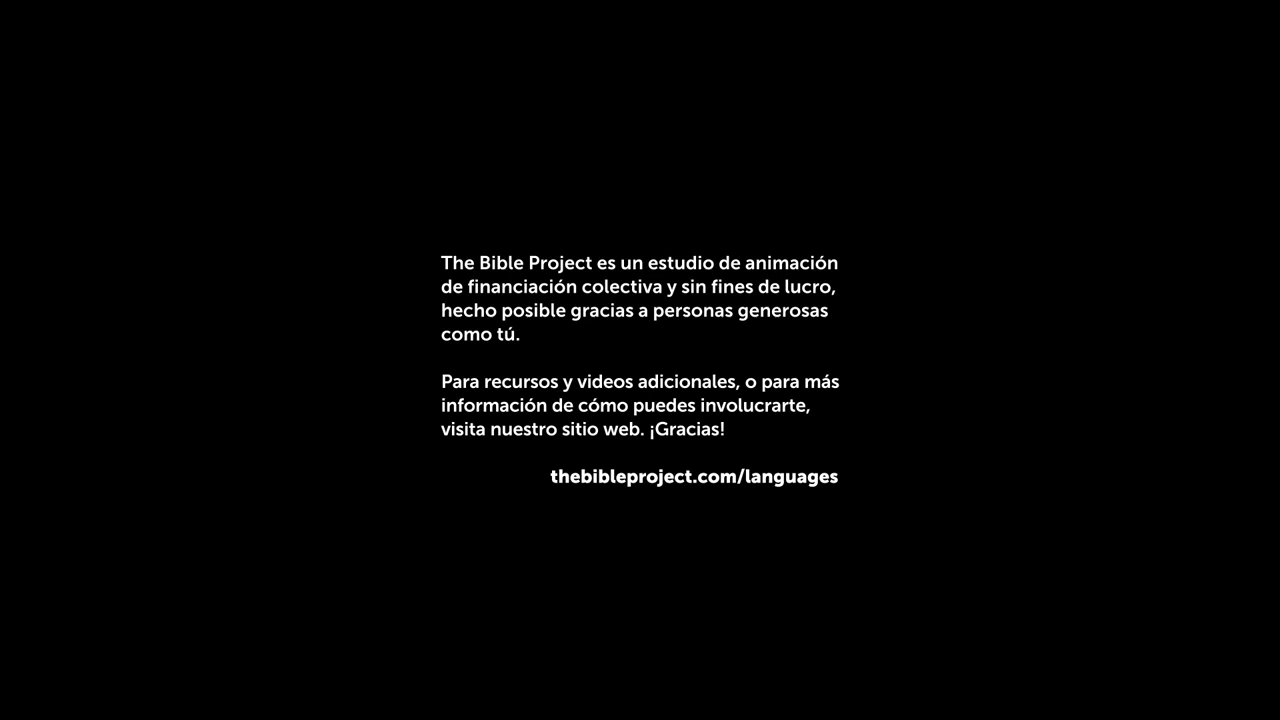 The Bible Project es un estudio de animación
de financiación colectiva y sin fines de lucro,
hecho posible gracias a personas generosas
como tú.
Para recursos y videos adicionales, o para más
información de cómo puedes involucrarte,
visita nuestro sitio web. ¡Gracias!
thebibleproject.com/languages